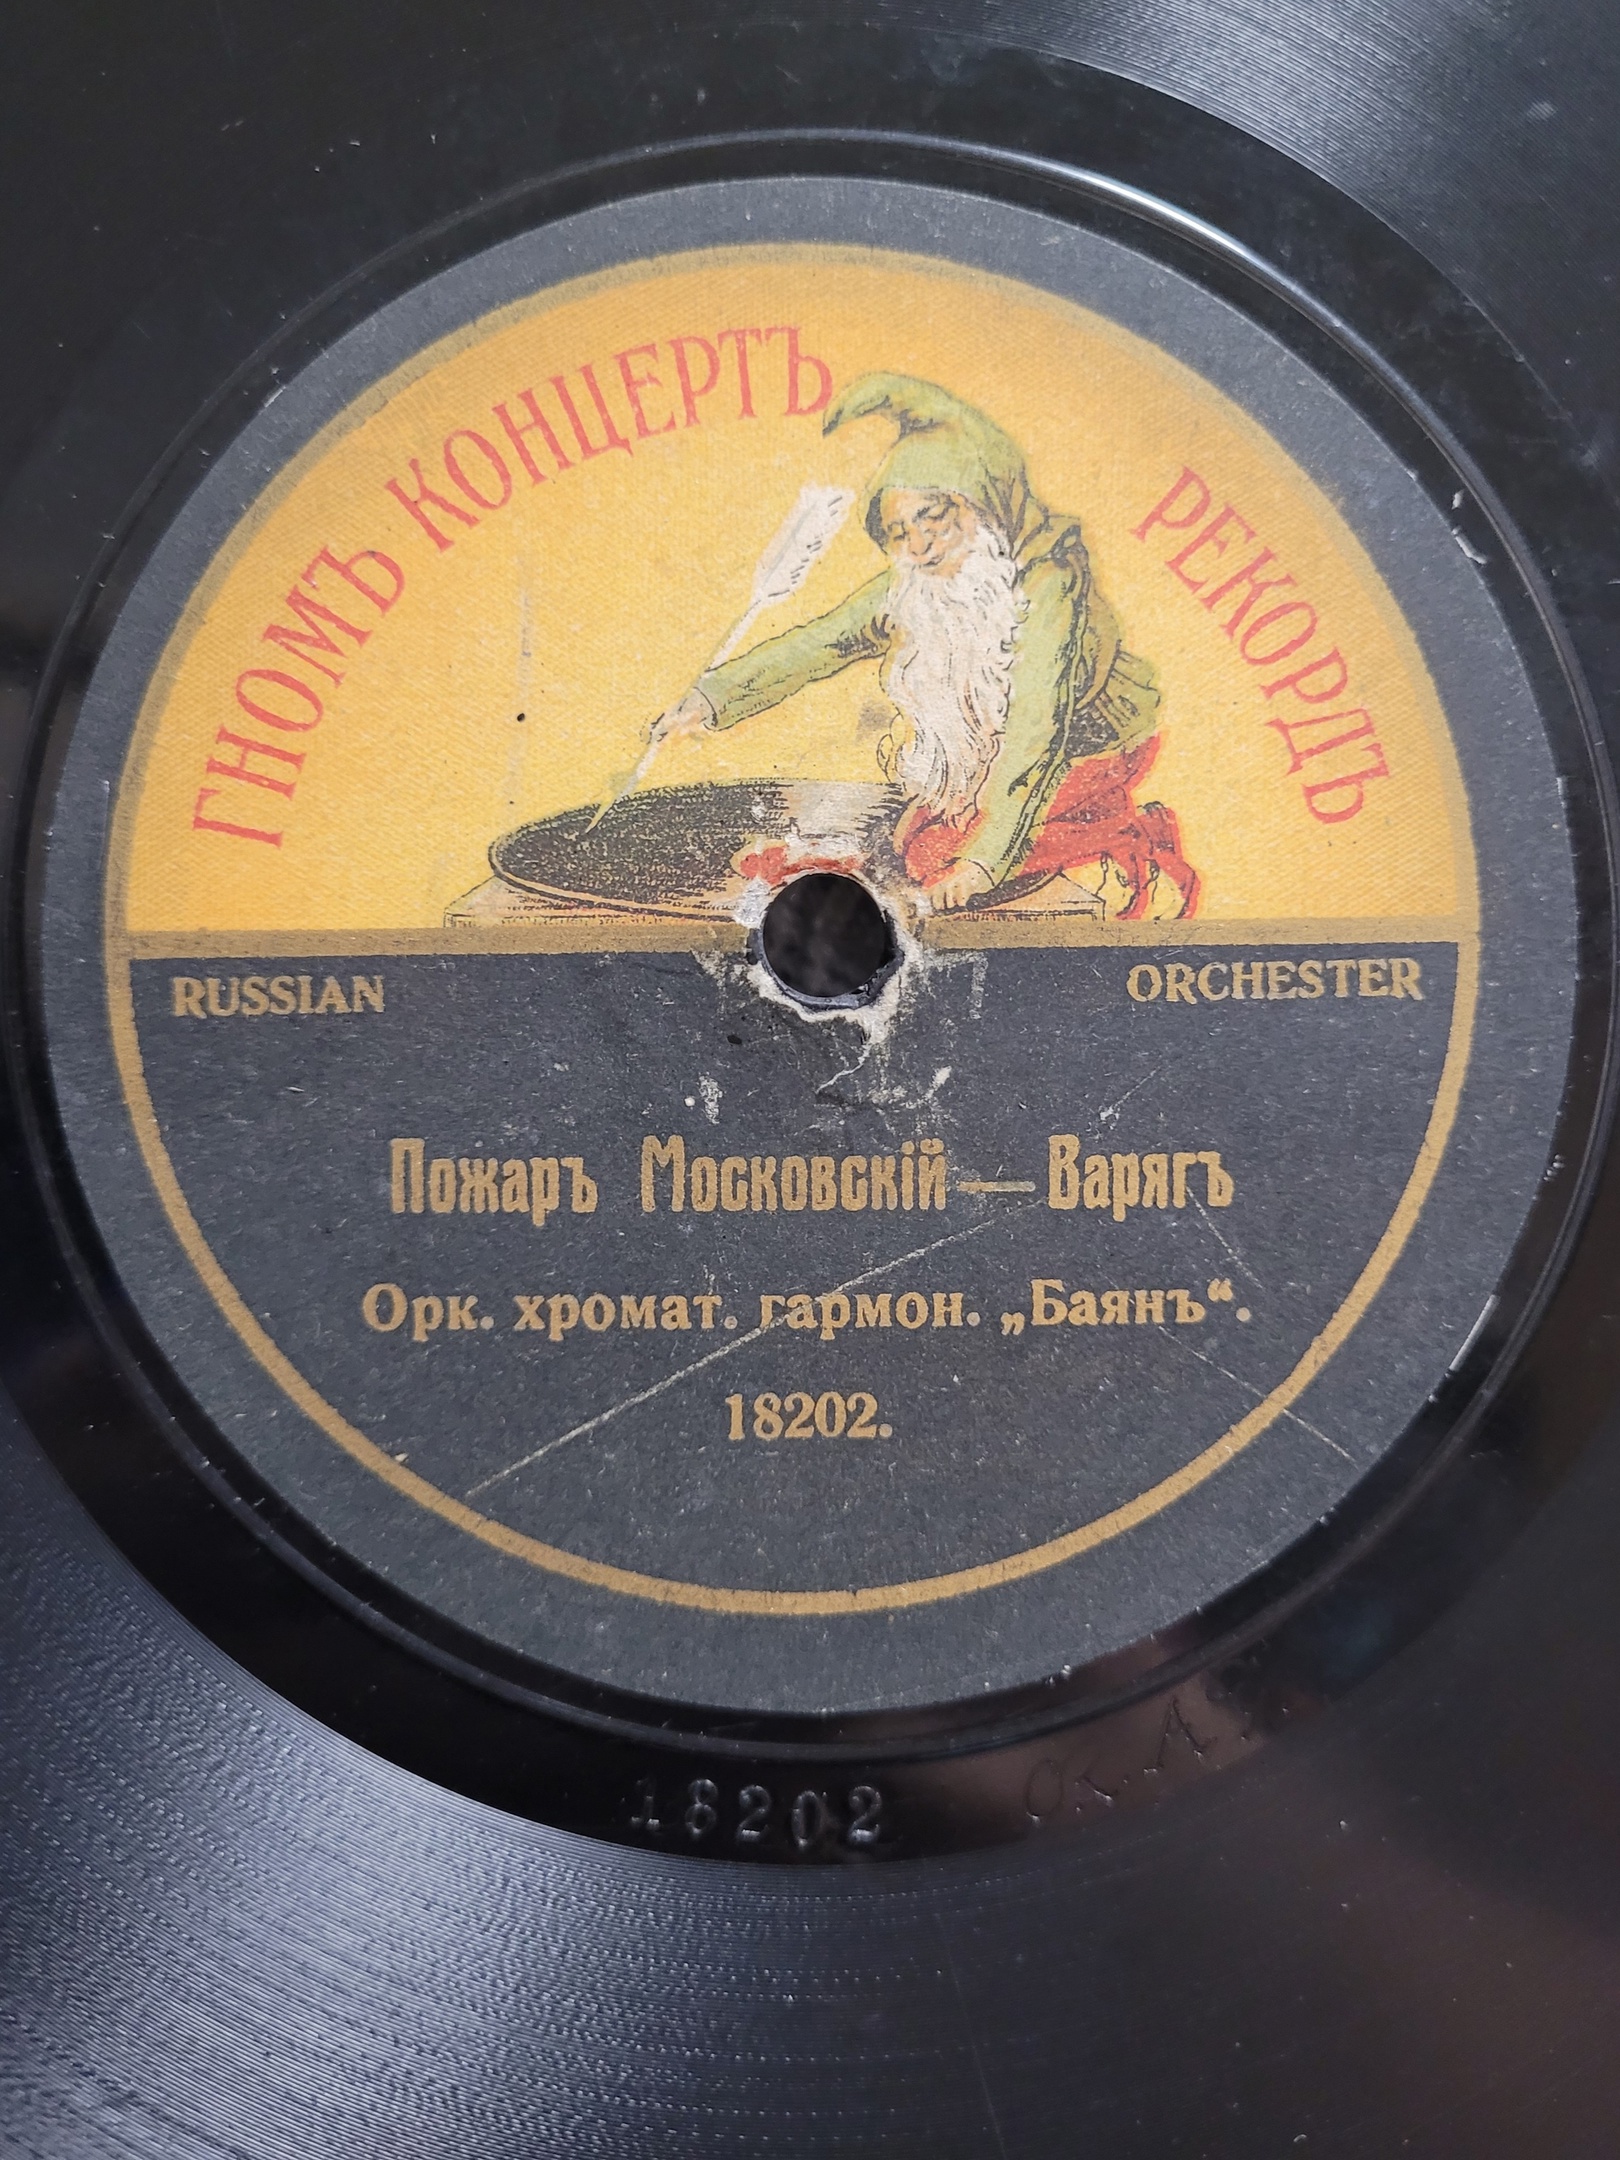 ГНОМЪ КОНЦЕРТЪ РЕКОРДЪ
RUSSIAN ORCHESTER
Пожаръ Московскій — Варягъ
Орк. хромат. гармон. „Баянъ“.
18202.
18202